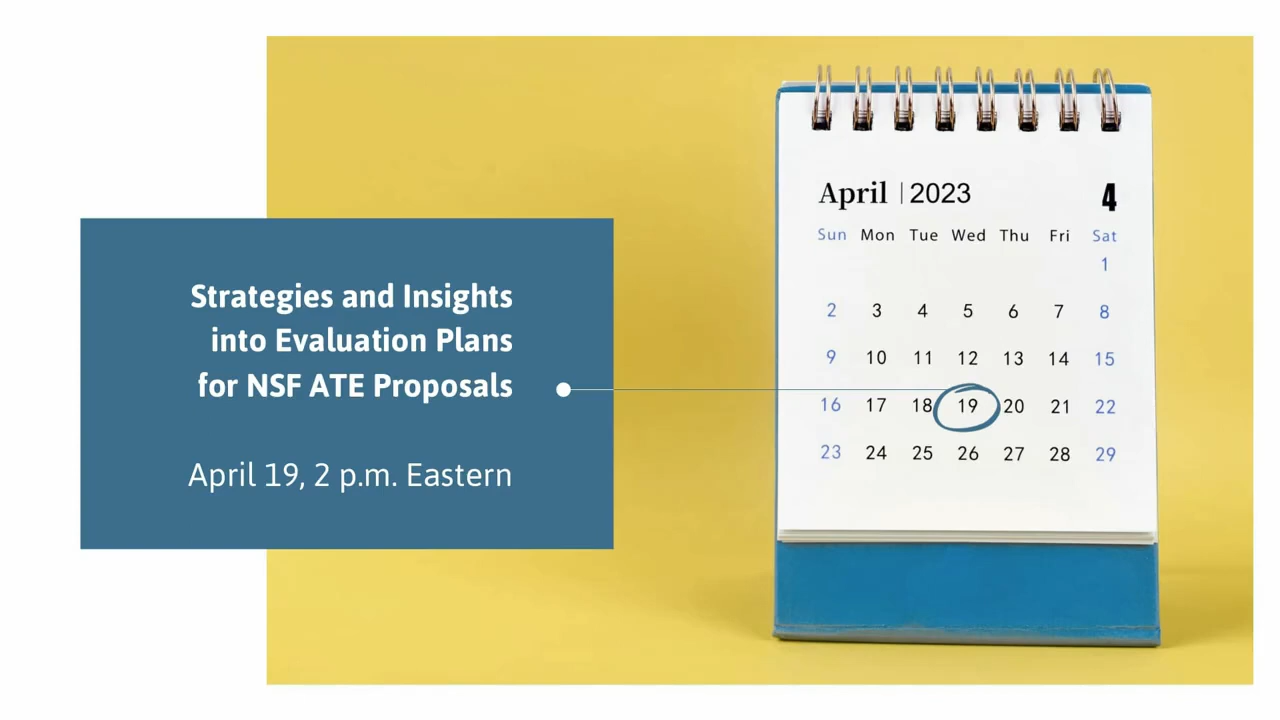 Strategies and Insights
into Evaluation Plans
for NSF ATE Proposals
April 19, 2 p.m. Eastern
April | 2023 4
Sun Mon Tue Wed Thu Fri Sat
1
2 3 4 5 6 7 8
9 10 11 12 13 14 15
16 17 18 19 20 21 22
23 24 25 26 27 28 29